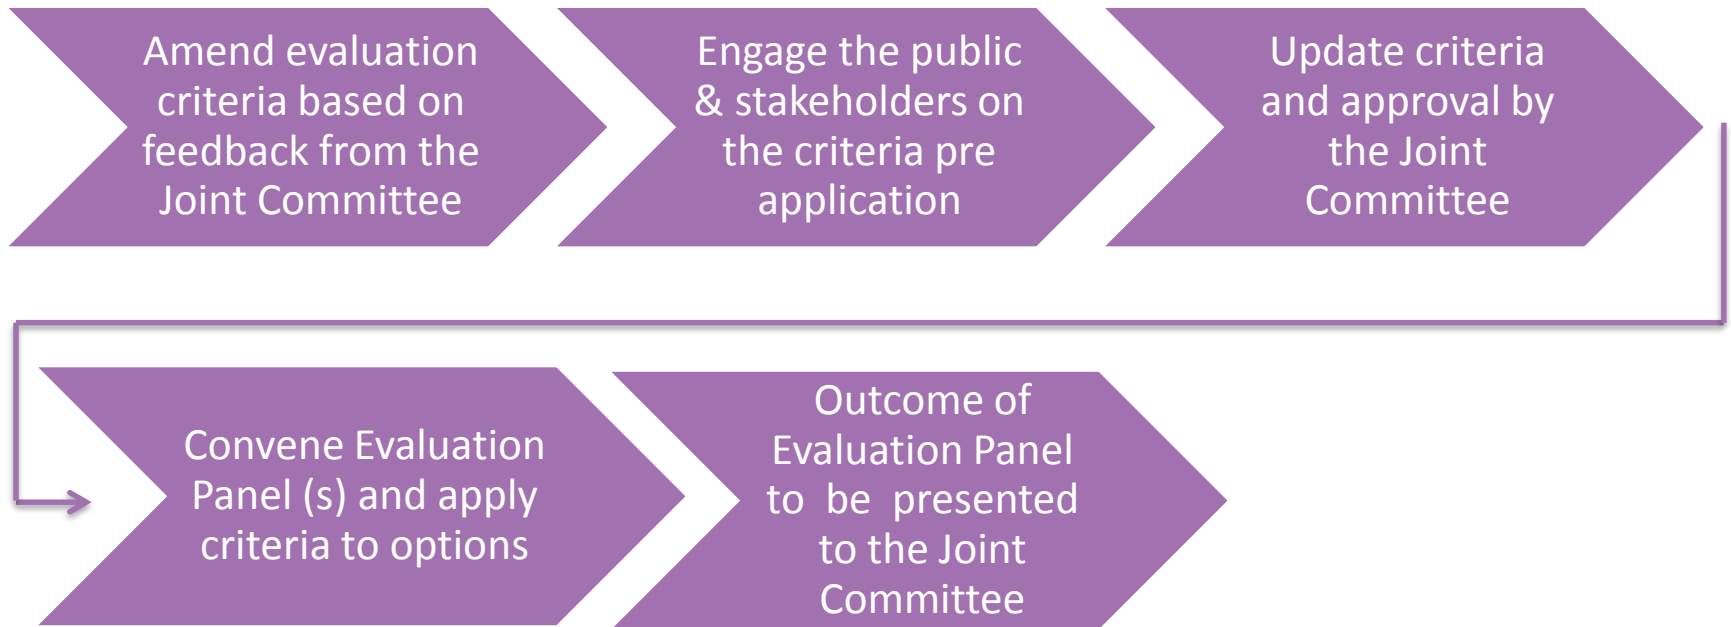 Amend evaluation
criteria based on
feedback from the
Joint Committee
Engage the public
& stakeholders on
the criteria pre
application
Update criteria
and approval by
the Joint
Committee
Convene Evaluation
Panel (s) and apply
criteria to options
Outcome of
Evaluation Panel
to be presented
to the Joint
Committee